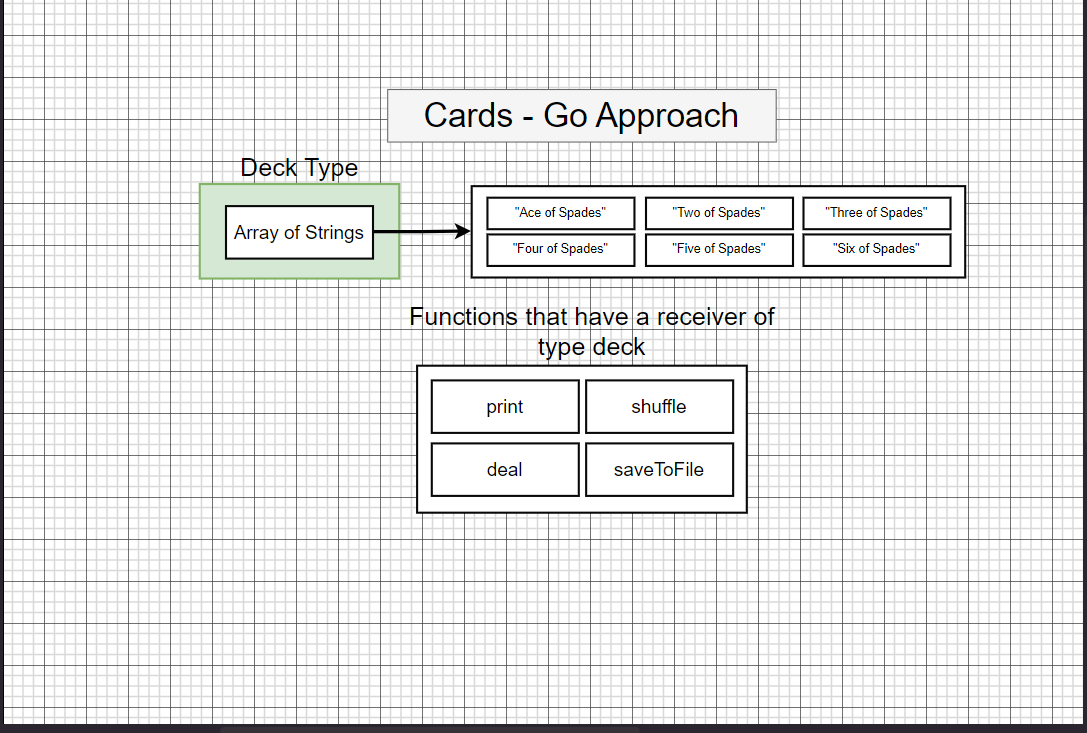 Cards - Go Approach
Deck Type
Array of Strings
"Ace of Spades"
"Two of Spades"
"Three of Spades"
"Four of Spades"
"Five of Spades"
"Six of Spades"
Functions that have a receiver of
type deck
print
shuffle
deal
saveToFile